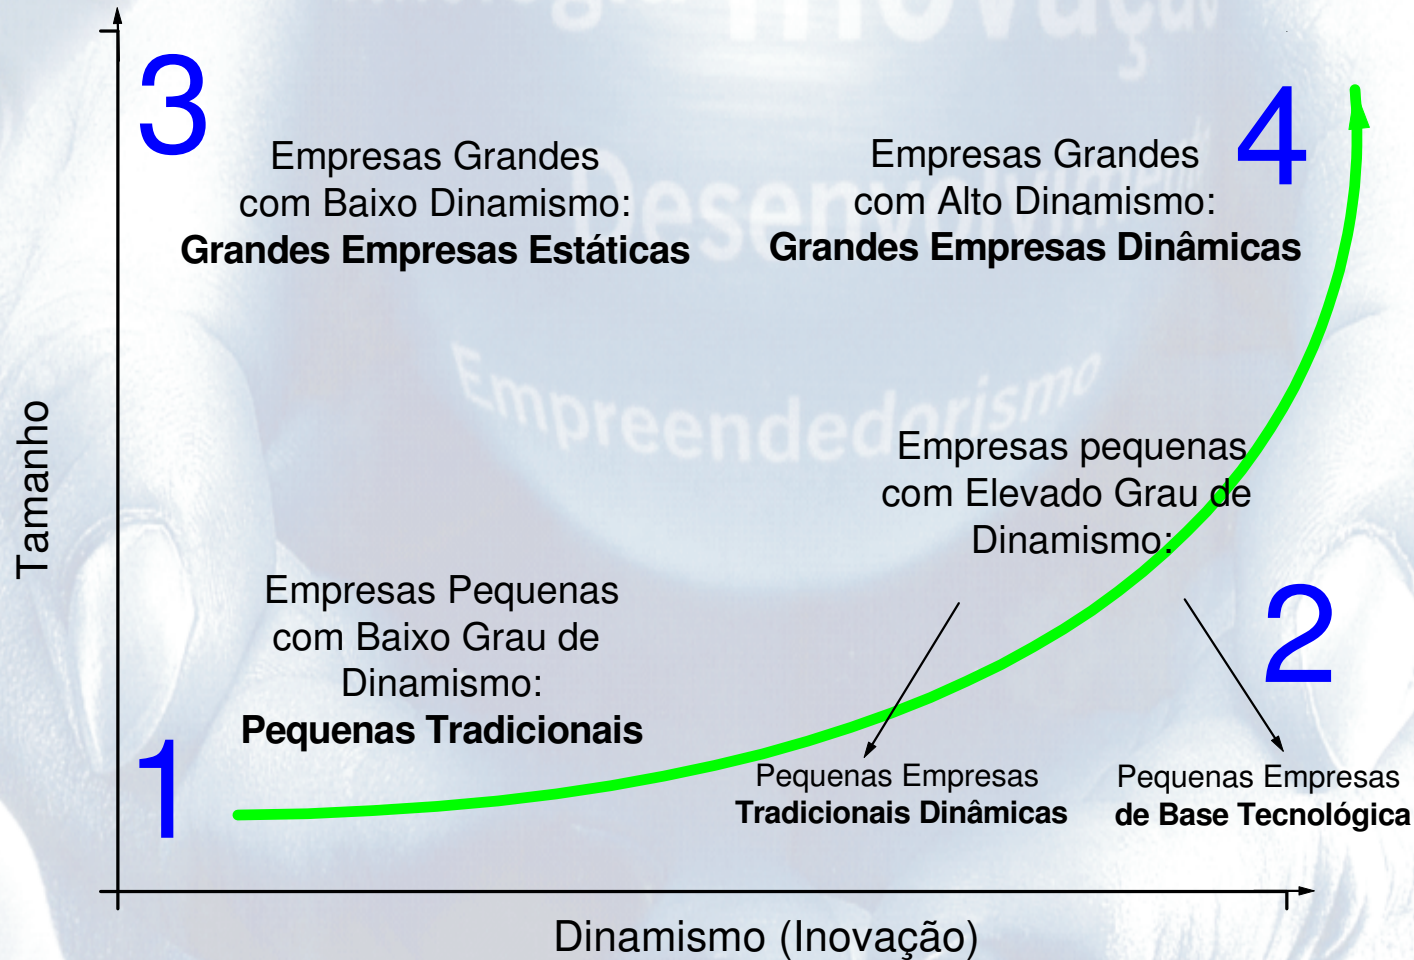 Inovação
3
Empresas Grandes
com Baixo Dinamismo:
Grandes Empresas Estáticas
4
Empresas Grandes
com Alto Dinamismo:
Grandes Empresas Dinâmicas
Empreendedorismo
Tamanho
Empresas pequenas
com Elevado Grau de
Dinamismo:
2
Empresas Pequenas
com Baixo Grau de
Dinamismo:
Pequenas Tradicionais
1
Pequenas Empresas
Tradicionais Dinâmicas
Pequenas Empresas
de Base Tecnológica
Dinamismo (Inovação)